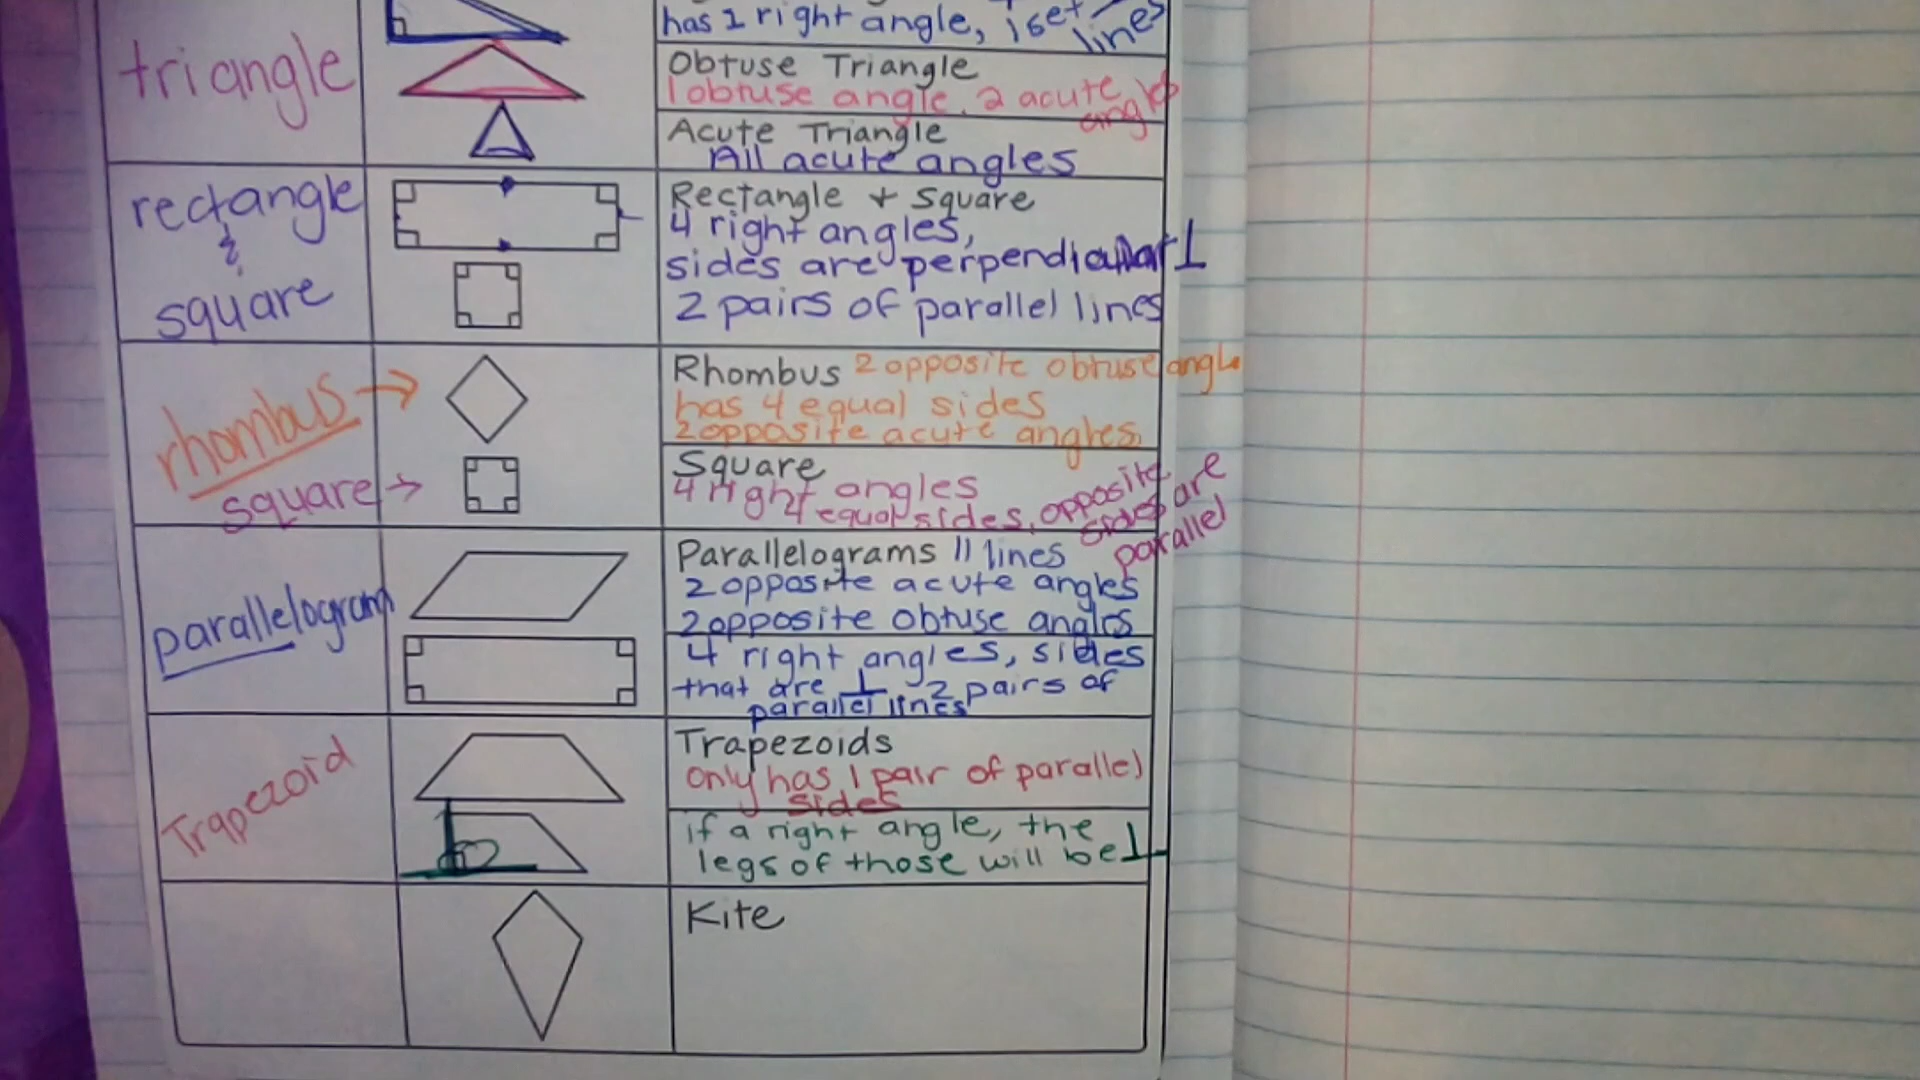 has 1 right angle, 1 set
lines
triangle
Obtuse Triangle
1 obtuse angle. 2 acute
angles
Acute Triangle
All acute angles
rectangle
&
square
Rectangle + Square
4 right angles,
sides are perpendicular ⊥
2 pairs of parallel lines
rhombus →
Rhombus 2 opposite obtuse angle
has 4 equal sides
2 opposite acute angles.
square →
Square
4 right angles
4 equal sides, opposite
sides are
parallel
parallelogram
Parallelograms || lines
2 opposite acute angles
2 opposite obtuse angles
4 right angles, sides
that are ⊥ 2 pairs of
parallel lines
Trapezoid
Trapezoids
only has 1 pair of parallel
sides
if a right angle, the
legs of those will be ⊥
Kite